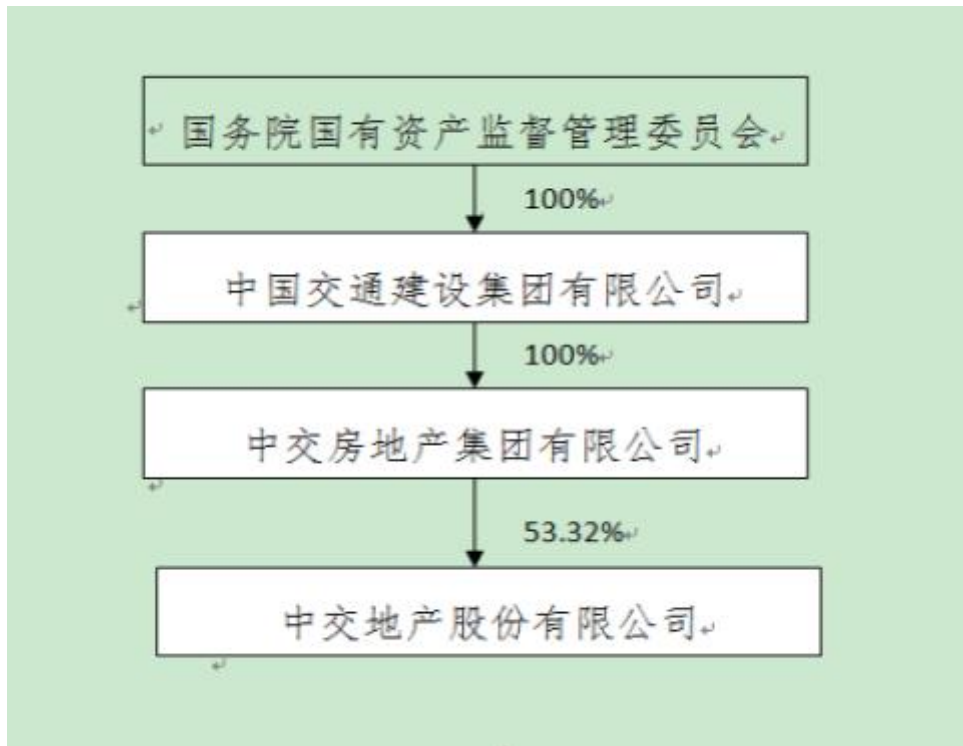 国务院国有资产监督管理委员会
100%
中国交通建设集团有限公司
100%
中交房地产集团有限公司
53.32%
中交地产股份有限公司